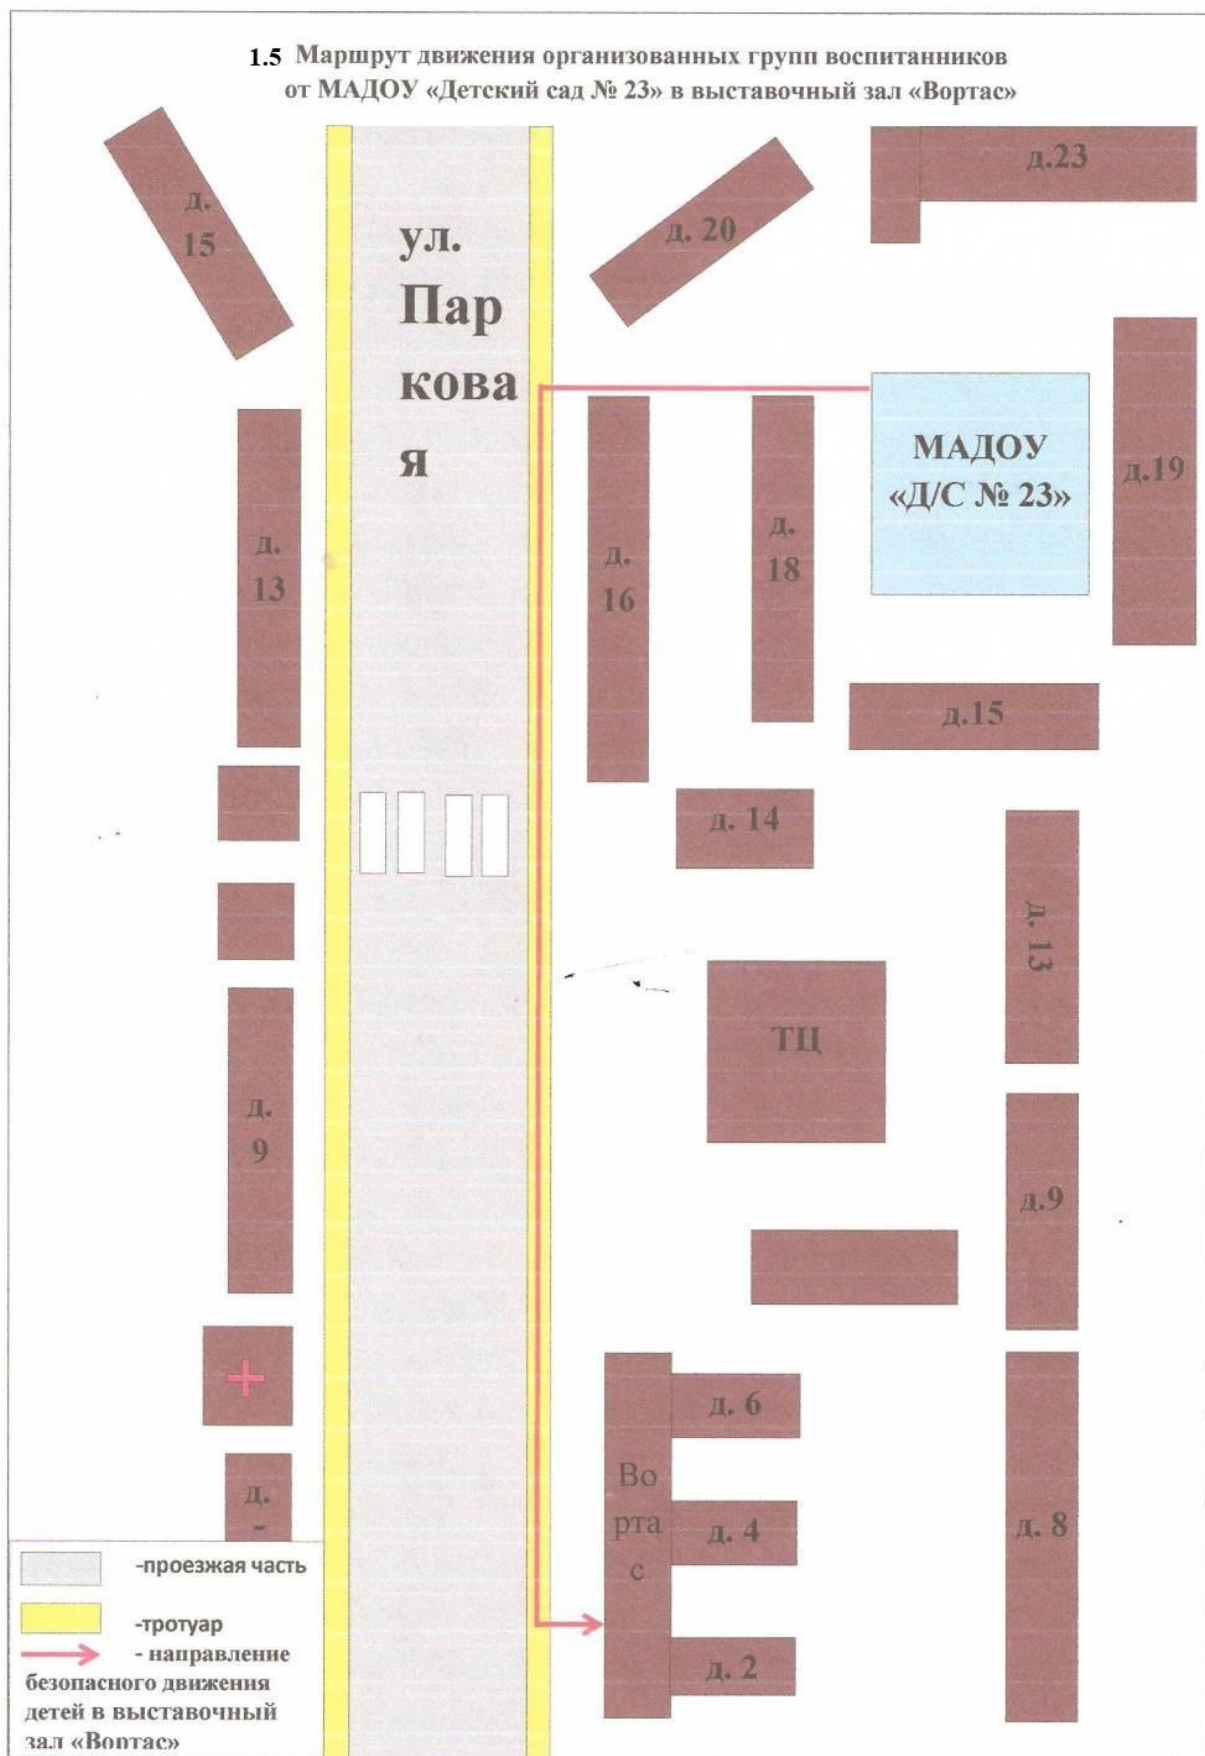 1.5 Маршрут движения организованных групп воспитанников
от МАДОУ «Детский сад № 23» в выставочный зал «Вортас»
д.
15
ул.
Пар
кова
я
д. 20
д.23
МАДОУ
«Д/С № 23»
д.19
д.
13
д.
16
д.
18
д.15
д. 14
д. 13
ТЦ
д.
9
д.9
д. 6
Во
рта
с
д. 4
д. 8
д. 2
д.
-
-проезжая часть
-тротуар
- направление
безопасного движения
детей в выставочный
зал «Вортас»